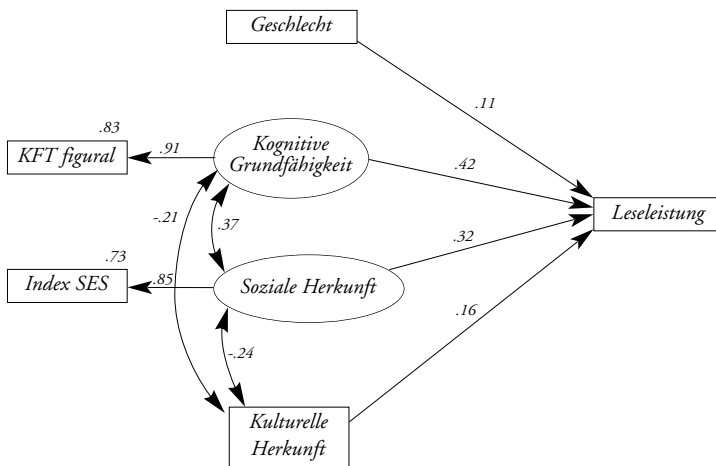 Geschlecht
.11
.83
KFT figural
.91
Kognitive
Grundfähigkeit
.42
-.21
.37
Leseleistung
.32
.73
Index SES
.85
Soziale Herkunft
.16
-.24
Kulturelle
Herkunft